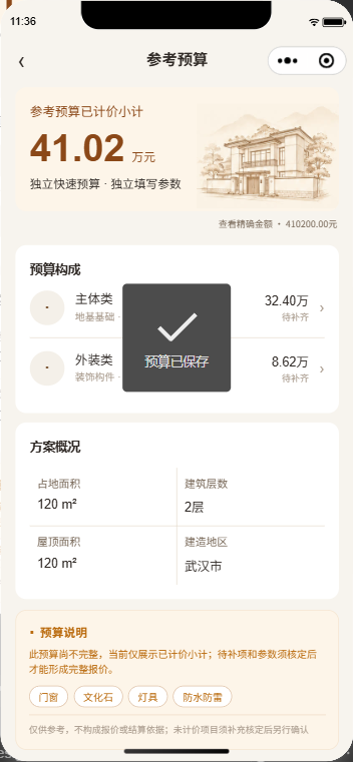 11:36
参考预算
参考预算已计价小计
41.02 万元
独立快速预算 · 独立填写参数
查看精确金额 · 410200.00元
预算构成
主体类
32.40万
地基基础 ·
待补齐
预算已保存
外装类
8.62万
装饰构件 ·
待补齐
方案概况
占地面积
建筑层数
120 m²
2层
屋顶面积
建造地区
120 m²
武汉市
· 预算说明
此预算尚不完整，当前仅展示已计价小计；待补项和参数须核定后
才能形成完整报价。
门窗
文化石
灯具
防水防雷
仅供参考，不构成报价或结算依据；未计价项目须补充核定后另行确认